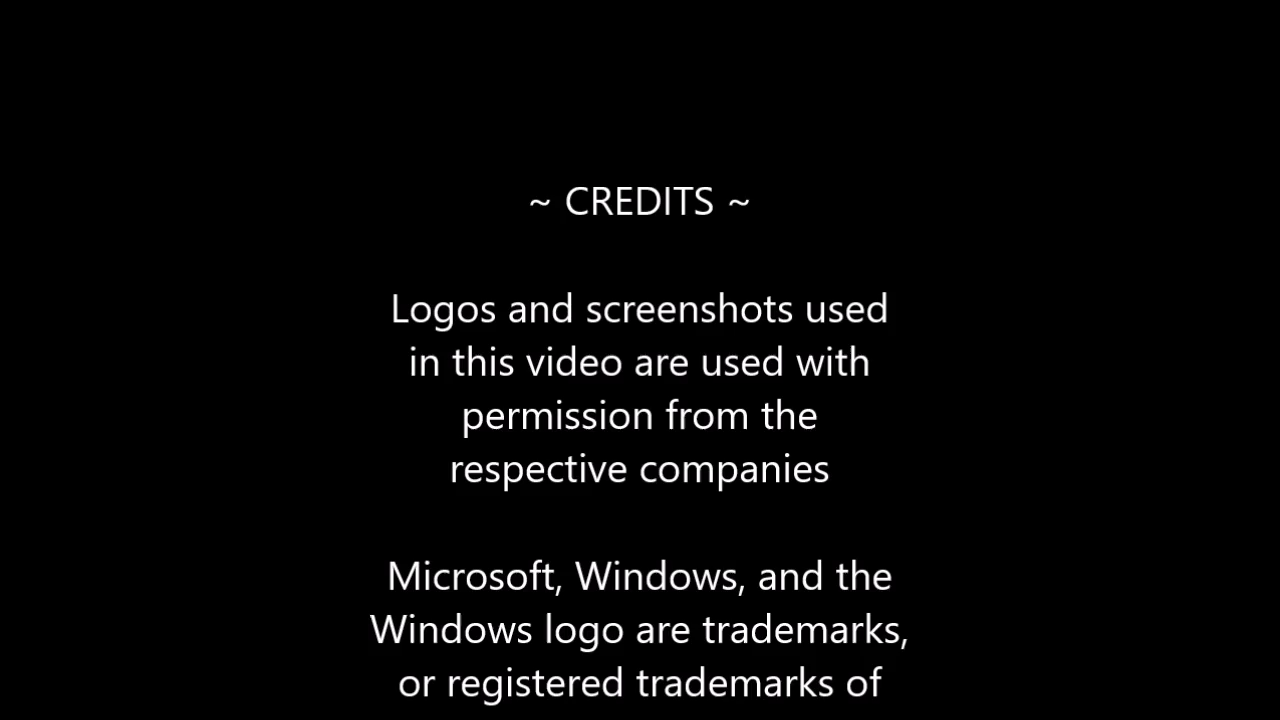 ~ CREDITS ~
Logos and screenshots used
in this video are used with
permission from the
respective companies
Microsoft, Windows, and the
Windows logo are trademarks,
or registered trademarks of